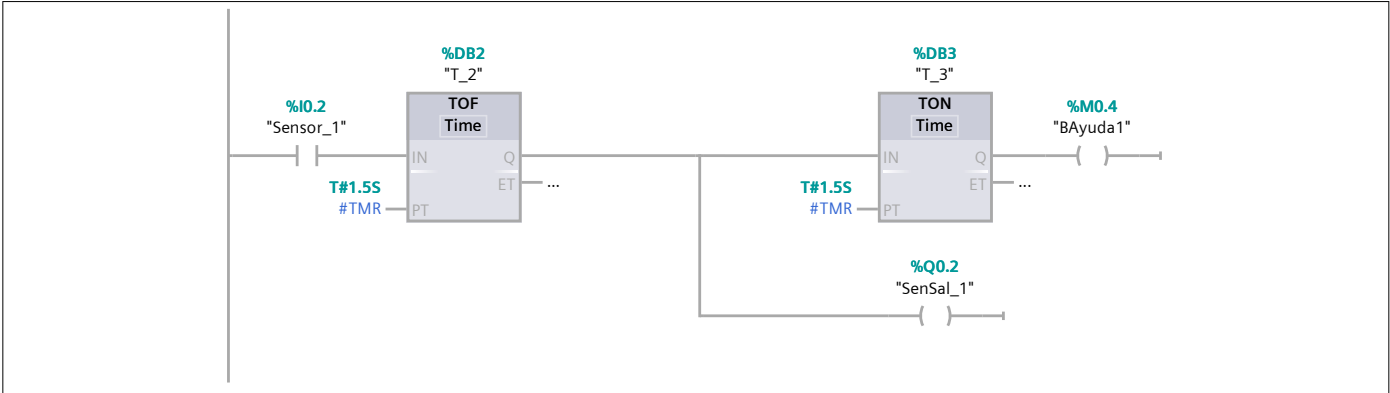 %DB2
"T_2"
%DB3
"T_3"
%I0.2
"Sensor_1"
TOF
Time
TON
Time
%M0.4
"BAyuda1"
IN
Q
IN
Q
ET
...
ET
...
T#1.5S
#TMR
PT
T#1.5S
#TMR
PT
%Q0.2
"SenSal_1"